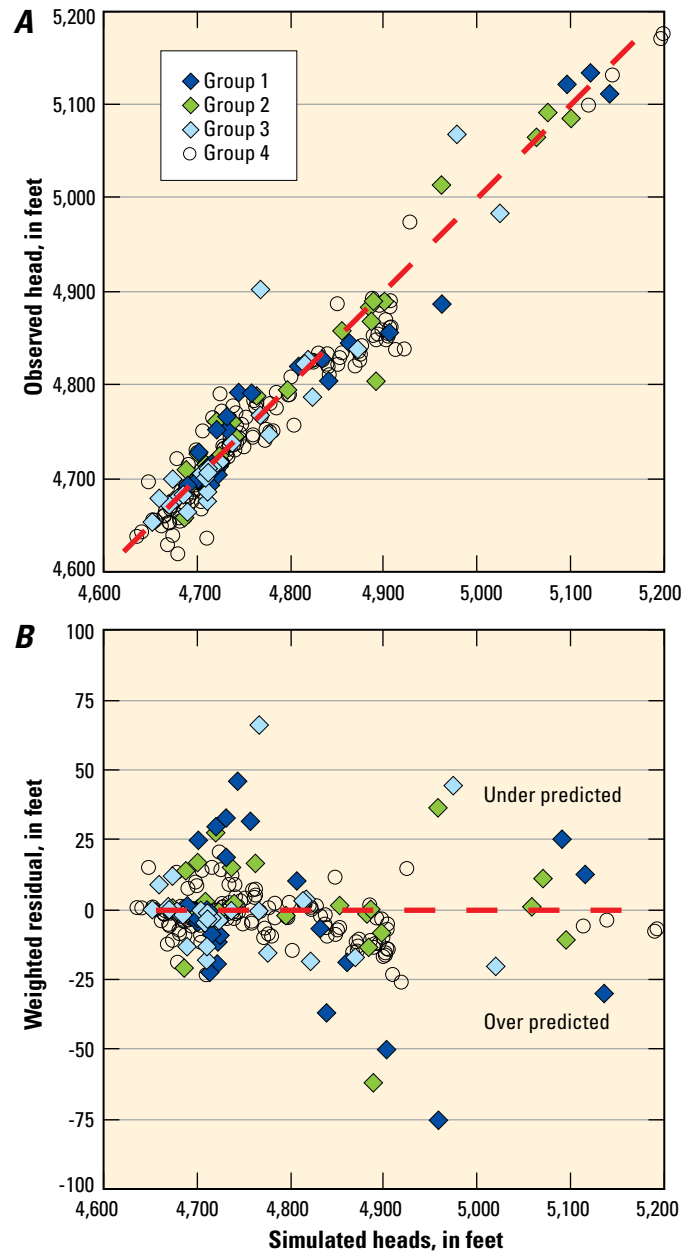 A
5,200
5,100
5,000
4,900
4,800
4,700
4,600
Observed head, in feet
Group 1
Group 2
Group 3
Group 4
4,600 4,700 4,800 4,900 5,000 5,100 5,200
B
100
75
50
25
0
-25
-50
-75
-100
Weighted residual, in feet
Under predicted
Over predicted
4,600 4,700 4,800 4,900 5,000 5,100 5,200
Simulated heads, in feet